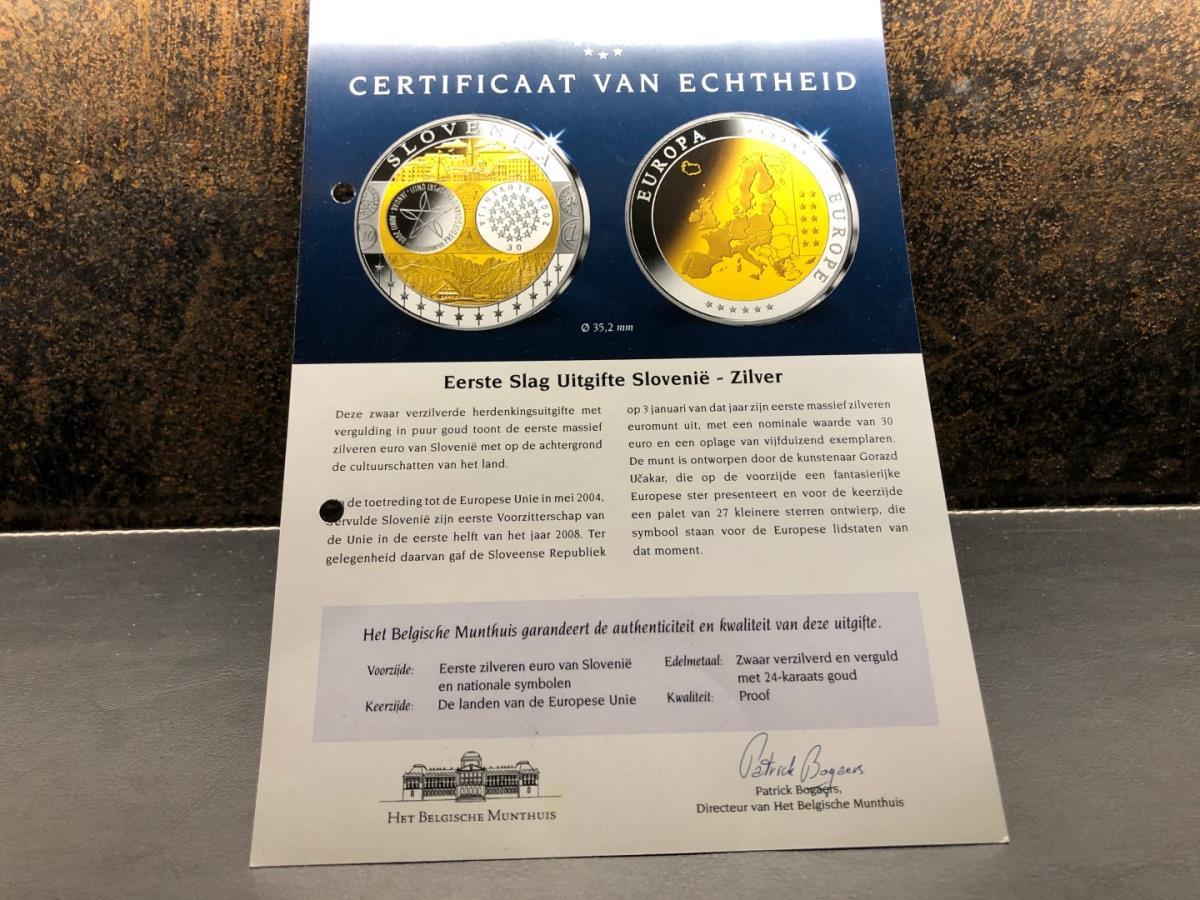 CERTIFICAAT VAN ECHTHEID
SLOVENIJA
SLOVENIJA 2008
30
EUROPA
EUROPE
Ø 35,2 mm
Eerste Slag Uitgifte Slovenië - Zilver
Deze zwaar verzilverde herdenkingsuitgifte met
vergulding in puur goud toont de eerste massief
zilveren euro van Slovenië met op de achtergrond
de cultuurschatten van het land.
de toetreding tot de Europese Unie in mei 2004,
vervulde Slovenië zijn eerste Voorzitterschap van
de Unie in de eerste helft van het jaar 2008. Ter
gelegenheid daarvan gaf de Sloveense Republiek
op 3 januari van dat jaar zijn eerste massief zilveren
euromunt uit, met een nominale waarde van 30
euro en een oplage van vijfduizend exemplaren.
De munt is ontworpen door de kunstenaar Gorazd
Učakar, die op de voorzijde een fantasierijke
Europese ster presenteert en voor de keerzijde
een palet van 27 kleinere sterren ontwierp, die
symbool staan voor de Europese lidstaten van
dat moment.
Het Belgische Munthuis garandeert de authenticiteit en kwaliteit van deze uitgifte.
Voorzijde: Eerste zilveren euro van Slovenië
en nationale symbolen
Keerzijde: De landen van de Europese Unie
Edelmetaal: Zwaar verzilverd en verguld
met 24-karaats goud
Kwaliteit: Proof
HET BELGISCHE MUNTHUIS
Patrick Bogaers
Patrick Bogaers,
Directeur van Het Belgische Munthuis